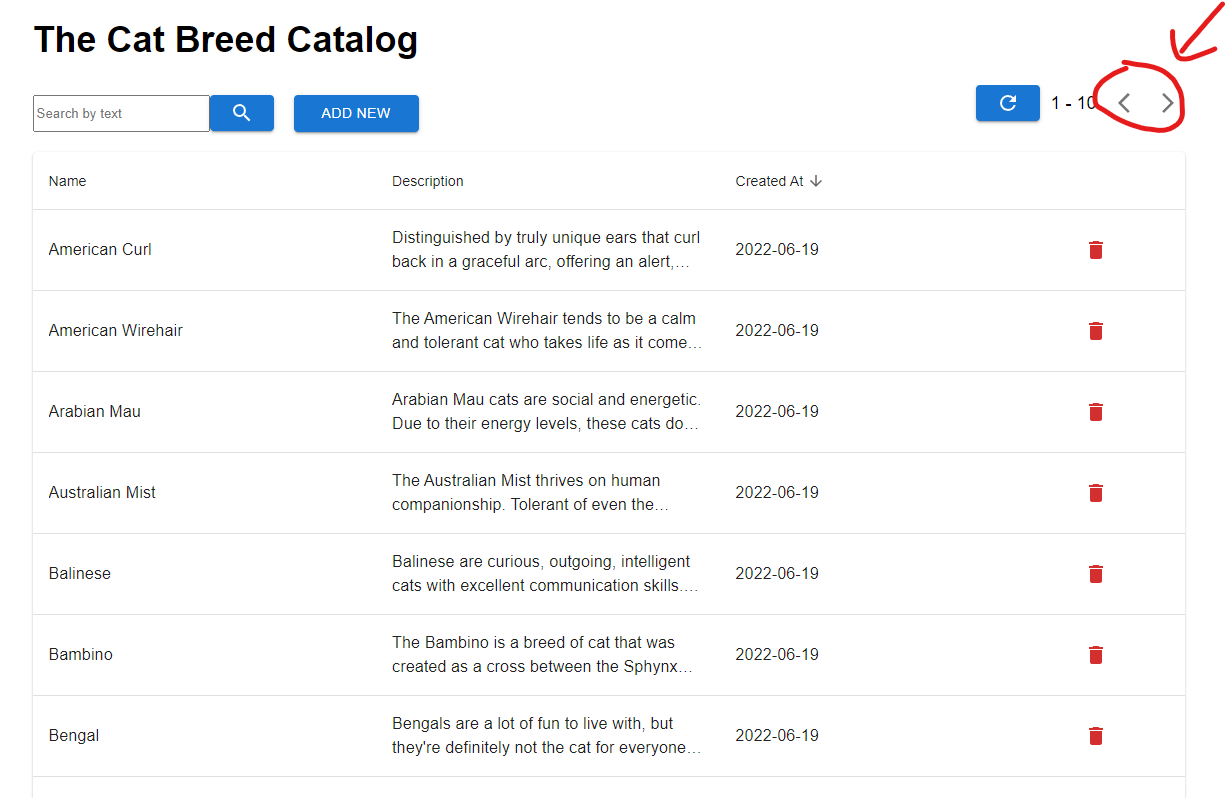 The Cat Breed Catalog
Search by text
ADD NEW
1 - 10
Name Description Created At
American Curl
Distinguished by truly unique ears that curl
back in a graceful arc, offering an alert,...
2022-06-19
American Wirehair
The American Wirehair tends to be a calm
and tolerant cat who takes life as it come...
2022-06-19
Arabian Mau
Arabian Mau cats are social and energetic.
Due to their energy levels, these cats do...
2022-06-19
Australian Mist
The Australian Mist thrives on human
companionship. Tolerant of even the...
2022-06-19
Balinese
Balinese are curious, outgoing, intelligent
cats with excellent communication skills....
2022-06-19
Bambino
The Bambino is a breed of cat that was
created as a cross between the Sphynx...
2022-06-19
Bengal
Bengals are a lot of fun to live with, but
they're definitely not the cat for everyone...
2022-06-19